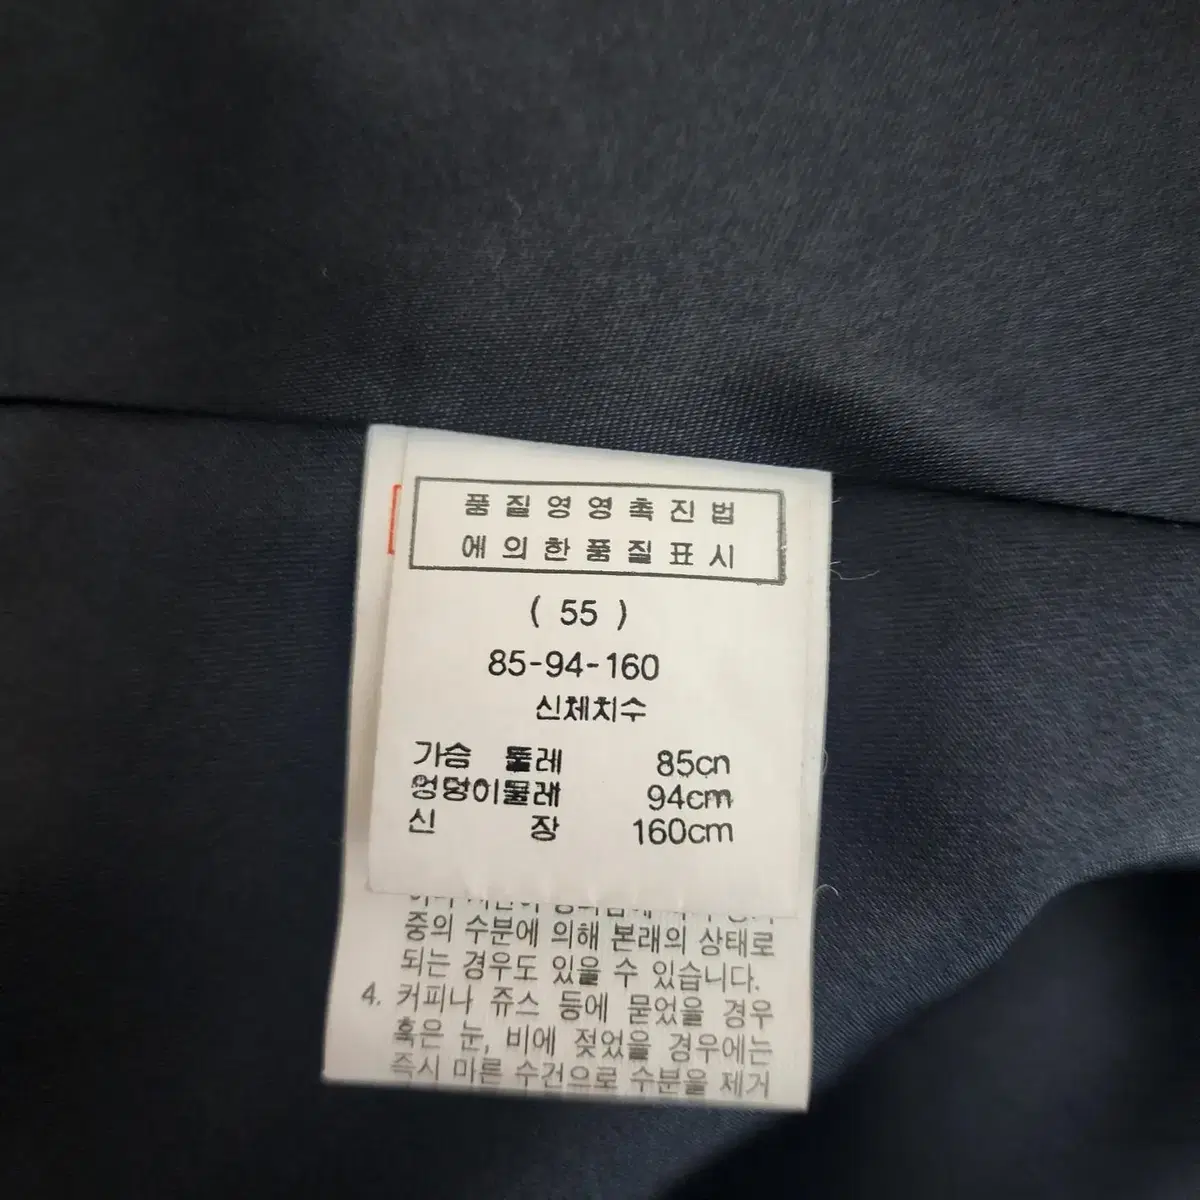 품질영영촉진법
에의한품질표시
( 55 )
85-94-160
신체치수
가슴 둘레 85cm
엉덩이둘레 94cm
신 장 160cm
중의 수분에 의해 본래의 상태로
되는 경우도 있을 수 있습니다.
4. 커피나 쥬스 등에 묻었을 경우
혹은 눈, 비에 젖었을 경우에는
즉시 마른 수건으로 수분을 제거